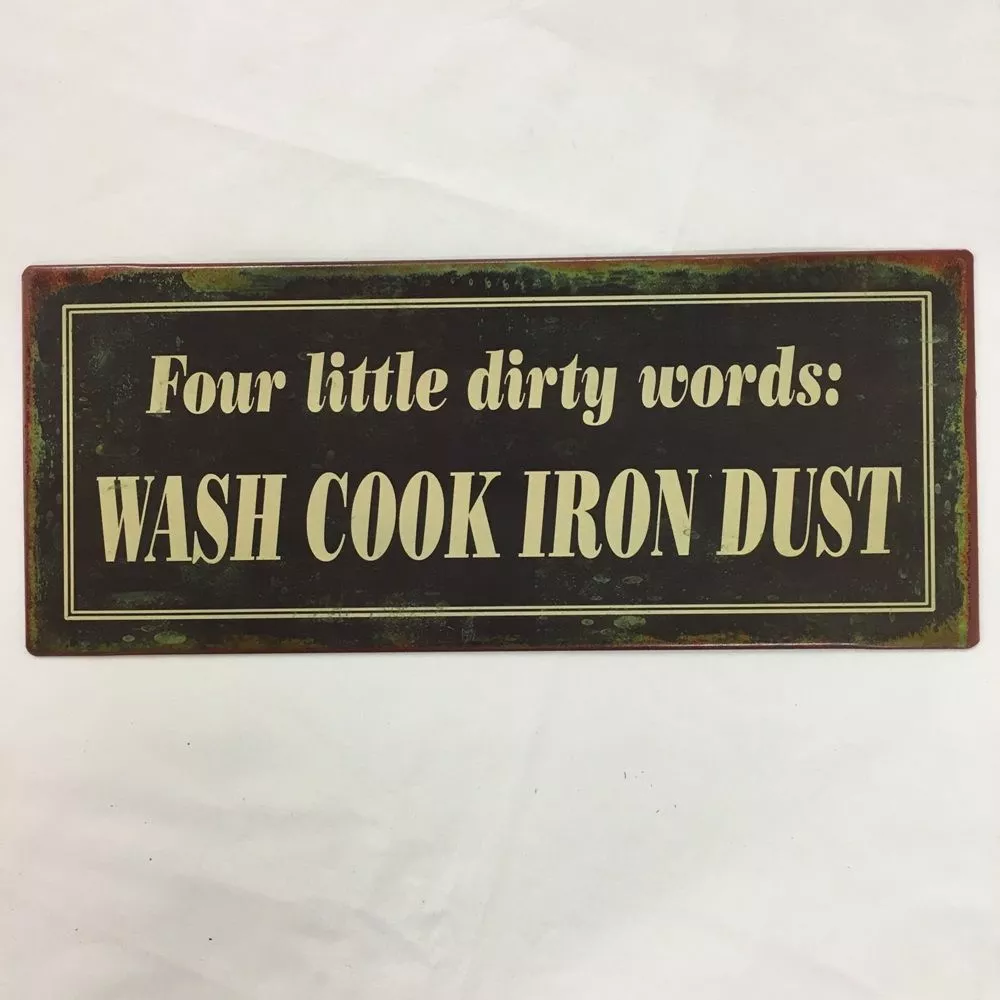 Four little dirty words:
WASH COOK IRON DUST